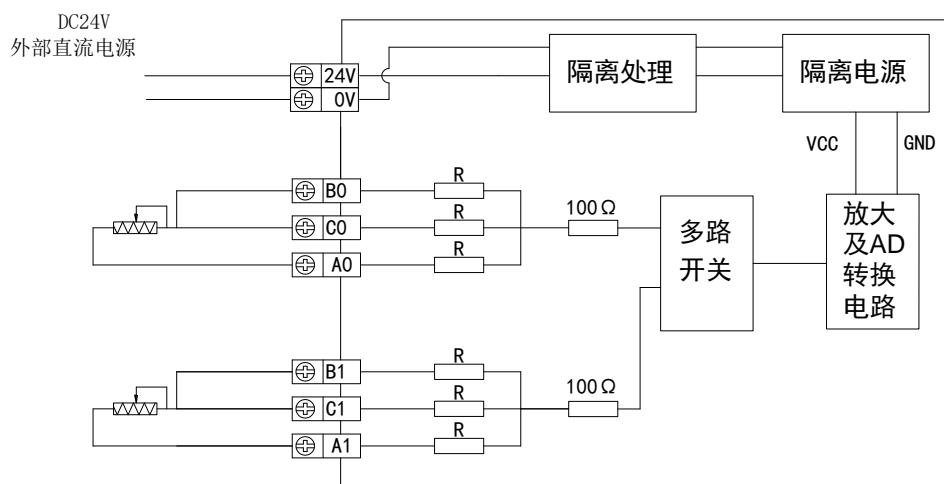 DC24V
外部直流电源
24V
0V
隔离处理
隔离电源
VCC
GND
B0
R
C0
R
A0
R
100Ω
多路
开关
放大
及AD
转换
电路
B1
R
C1
R
A1
R
100Ω